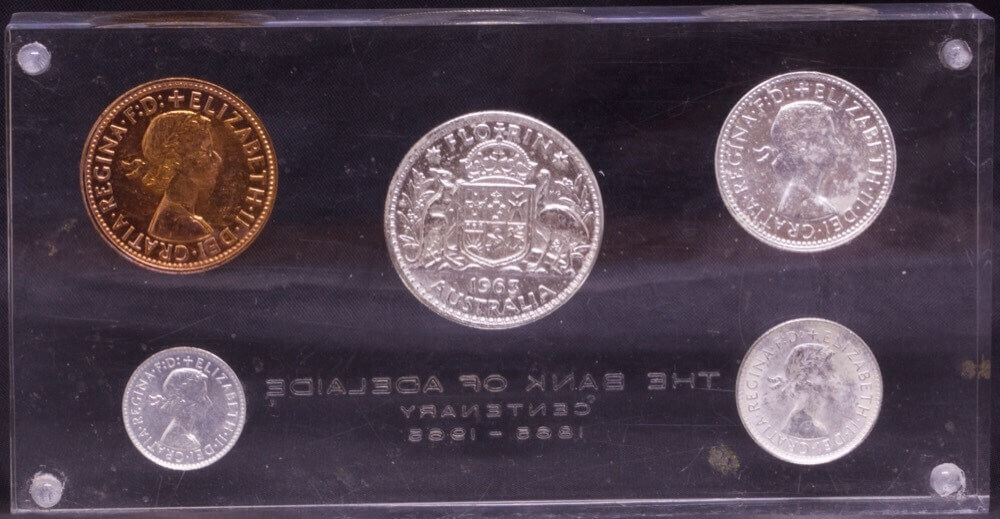 +ELIZABETH·II·DEI·GRATIA·REGINA·F:D:
FLORIN
1963
AUSTRALIA
+ELIZABETH·II·DEI·GRATIA·REGINA·F:D:
+ELIZABETH·II·DEI·GRATIA·REGINA·F:D:
THE BANK OF ADELAIDE
CENTENARY
1865 - 1965
+ELIZABETH·II·DEI·GRATIA·REGINA·F:D: